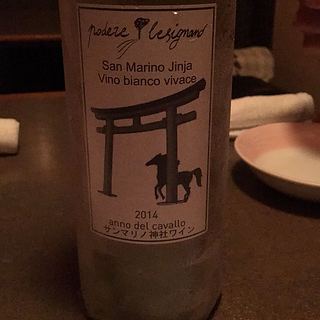 podere lesignano
San Marino Jinja
Vino bianco vivace
2014
anno del cavallo
サンマリノ神社ワイン